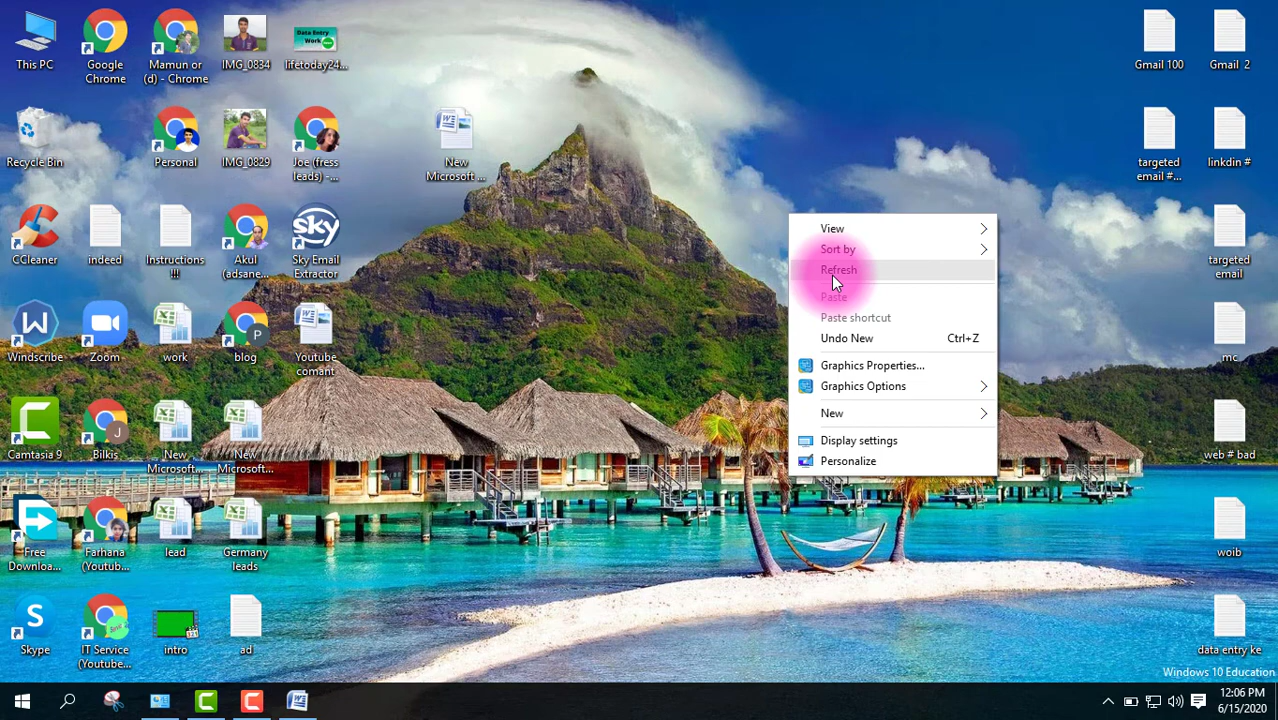 This PC
Google
Chrome
Mamun or
(d) - Chrome
IMG_0834
Data Entry
Work
lifetoday24...
Gmail 100
Gmail 2
Recycle Bin
Personal
IMG_0829
Joe (fress
leads) -...
New
Microsoft ...
targeted
email #...
linkdin #
CCleaner
indeed
Instructions
!!!
Akul
(adsane...
sky
Sky Email
Extractor
targeted
email
View
Sort by
Refresh
Paste
Paste shortcut
Undo New Ctrl+Z
Graphics Properties...
Graphics Options
New
Display settings
Personalize
Windscribe
Zoom
work
P
blog
Youtube
comant
mc
Camtasia 9
J
Bilkis
New
Microsoft...
New
Microsoft...
web # bad
Free
Downloa...
Farhana
(Youtub...
lead
Germany
leads
woib
Skype
IT Service
(Youtube...
intro
ad
data entry ke
Windows 10 Education
12:06 PM
6/15/2020